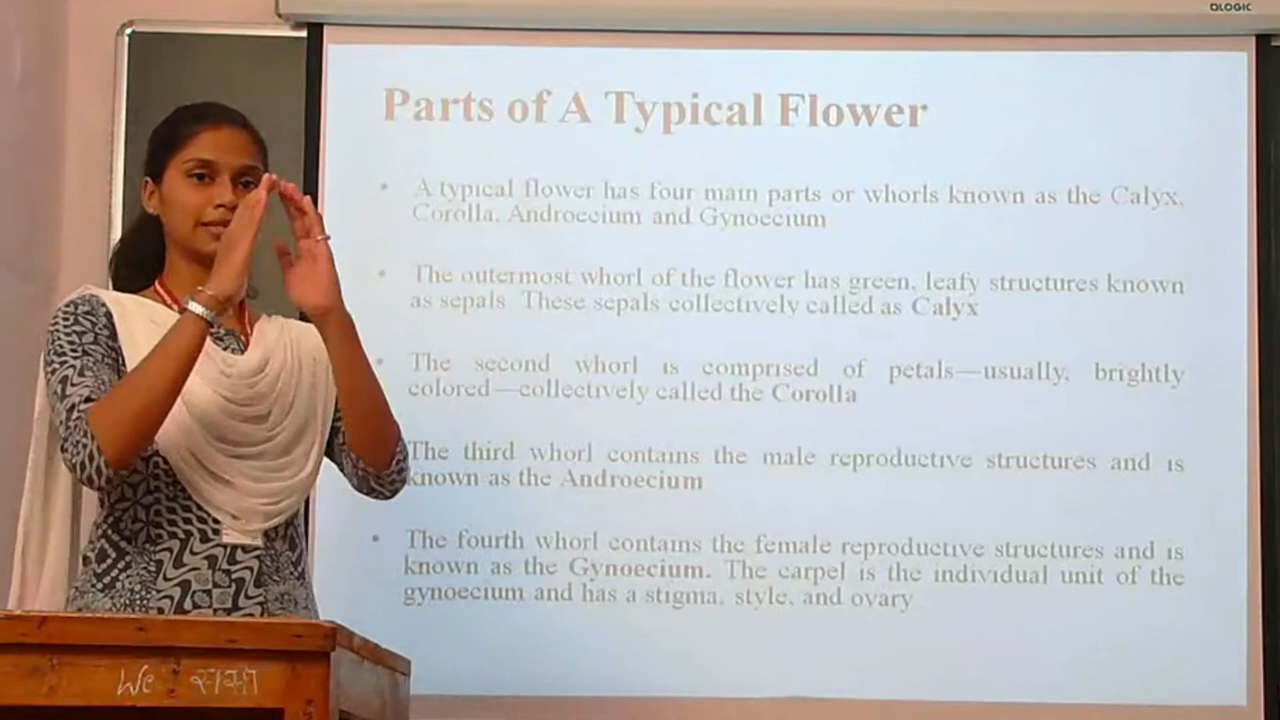 QLOGIC
Parts of A Typical Flower
• A typical flower has four main parts or whorls known as the Calyx,
Corolla, Androecium and Gynoecium
• The outermost whorl of the flower has green, leafy structures known
as sepals These sepals collectively called as Calyx
• The second whorl is comprised of petals—usually, brightly
colored—collectively called the Corolla
The third whorl contains the male reproductive structures and is
known as the Androecium
• The fourth whorl contains the female reproductive structures and is
known as the Gynoecium. The carpel is the individual unit of the
gynoecium and has a stigma, style, and ovary
We